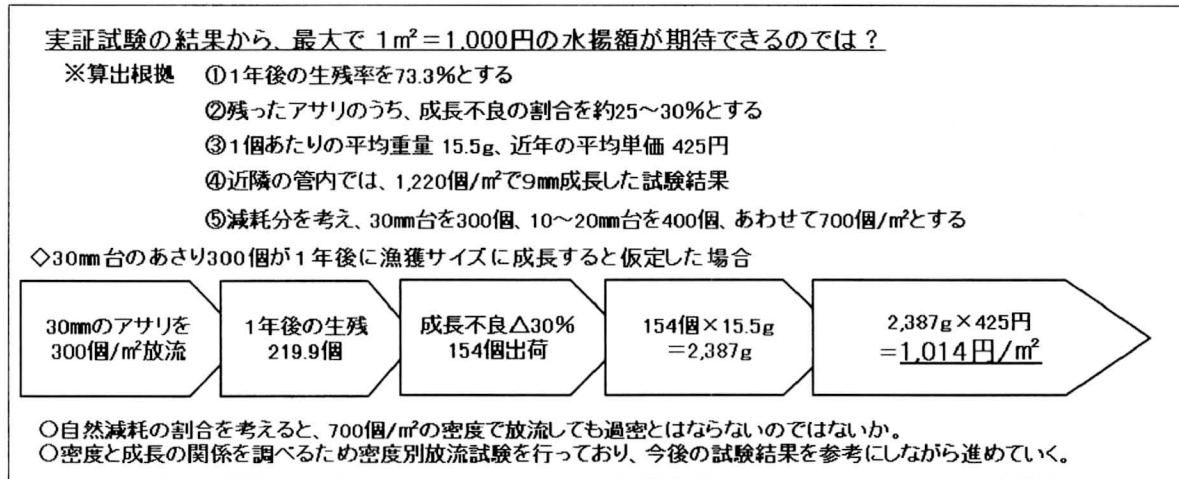 実証試験の結果から、最大で 1㎡＝1,000円の水揚額が期待できるのでは？
※算出根拠　①1年後の生残率を73.3％とする
②残ったアサリのうち、成長不良の割合を約25～30％とする
③1個あたりの平均重量 15.5g、近年の平均単価 425円
④近隣の管内では、1,220個/㎡で9㎜成長した試験結果
⑤減耗分を考え、30㎜台を300個、10～20㎜台を400個、あわせて700個/㎡とする
◇30㎜台のあさり300個が1年後に漁獲サイズに成長すると仮定した場合
30㎜のアサリを
300個/㎡放流
1年後の生残
219.9個
成長不良△30％
154個出荷
154個×15.5g
＝2,387g
2,387g×425円
＝1,014円/㎡
○自然減耗の割合を考えると、700個/㎡の密度で放流しても過密とはならないのではないか。
○密度と成長の関係を調べるため密度別放流試験を行っており、今後の試験結果を参考にしながら進めていく。